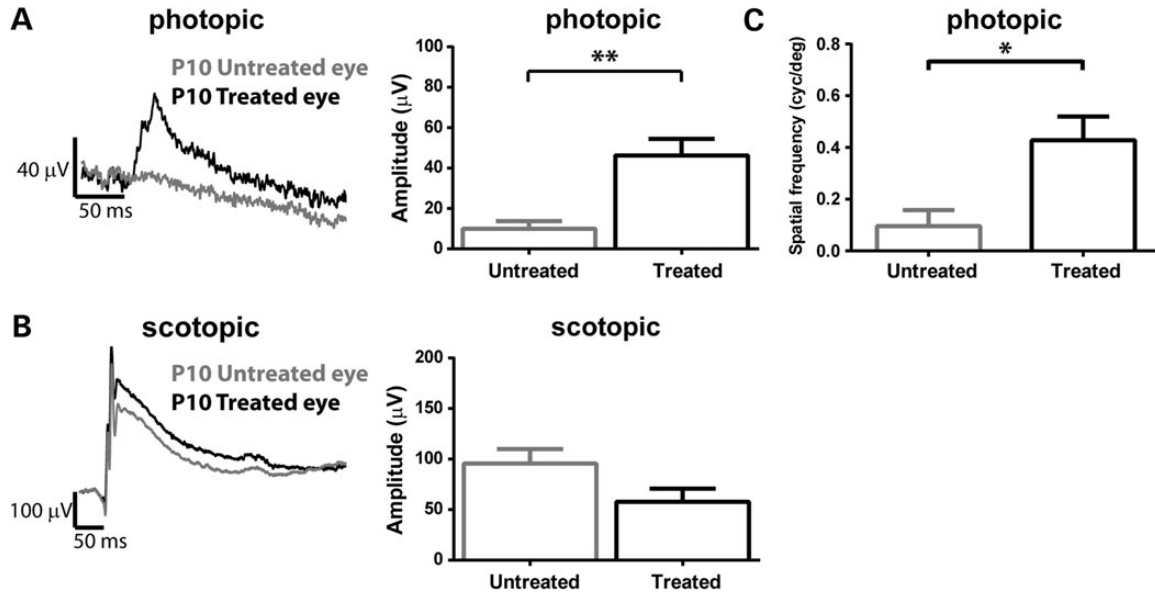 A
photopic
P10 Untreated eye
P10 Treated eye
40 µV
50 ms
Amplitude (µV)
100
80
60
40
20
0
**
Untreated
Treated
C
photopic
Spatial frequency (cyc/deg)
0.8
0.6
0.4
0.2
0.0
*
Untreated
Treated
B
scotopic
P10 Untreated eye
P10 Treated eye
100 µV
50 ms
scotopic
Amplitude (µV)
200
150
100
50
0
Untreated
Treated